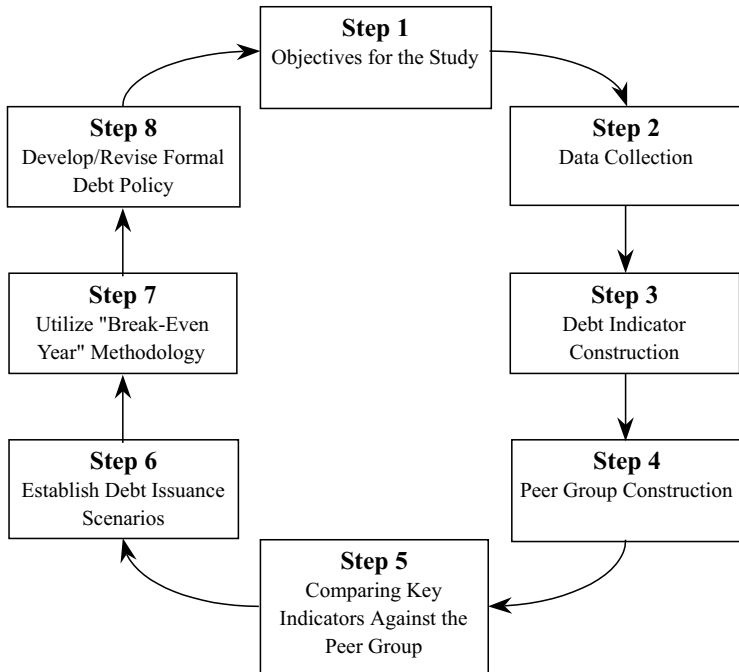 Step 1
Objectives for the Study
Step 2
Data Collection
Step 3
Debt Indicator
Construction
Step 4
Peer Group Construction
Step 5
Comparing Key
Indicators Against the
Peer Group
Step 6
Establish Debt Issuance
Scenarios
Step 7
Utilize "Break-Even
Year" Methodology
Step 8
Develop/Revise Formal
Debt Policy